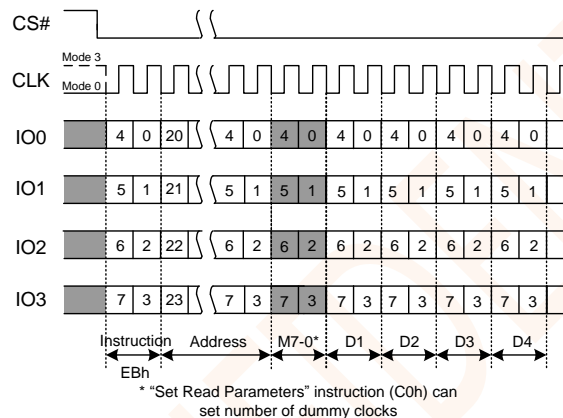 CS#
Mode 3
CLK
Mode 0
IO0 4 0 20 4 0 4 0 4 0 4 0 4 0 4 0
IO1 5 1 21 5 1 5 1 5 1 5 1 5 1 5 1
IO2 6 2 22 6 2 6 2 6 2 6 2 6 2 6 2
IO3 7 3 23 7 3 7 3 7 3 7 3 7 3 7 3
Instruction Address M7-0* D1 D2 D3 D4
EBh
* "Set Read Parameters" instruction (C0h) can
set number of dummy clocks